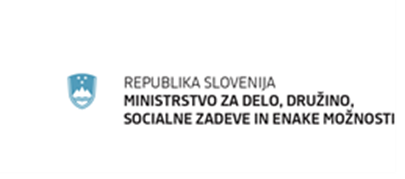 REPUBLIKA SLOVENIJA
MINISTRSTVO ZA DELO, DRUŽINO,
SOCIALNE ZADEVE IN ENAKE MOŽNOSTI